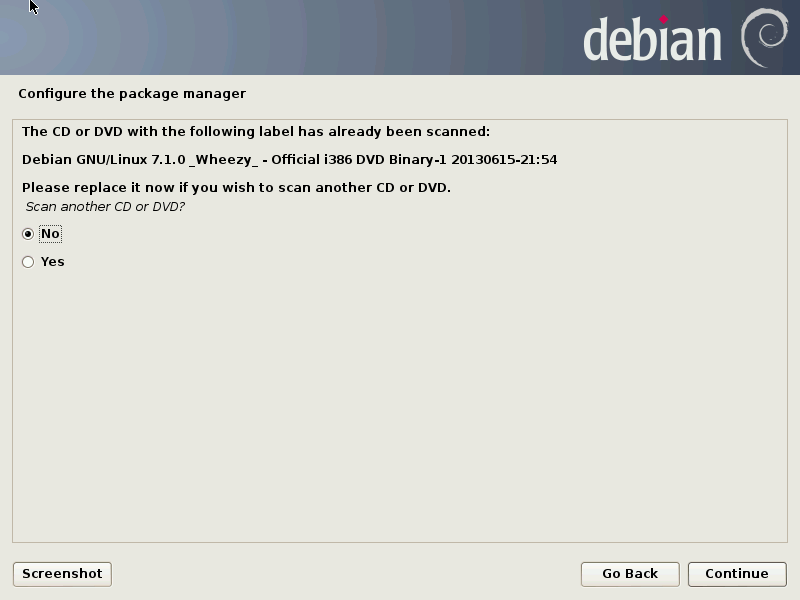 debian
Configure the package manager
The CD or DVD with the following label has already been scanned:
Debian GNU/Linux 7.1.0 _Wheezy_ - Official i386 DVD Binary-1 20130615-21:54
Please replace it now if you wish to scan another CD or DVD.
Scan another CD or DVD?
No
Yes
Screenshot
Go Back
Continue